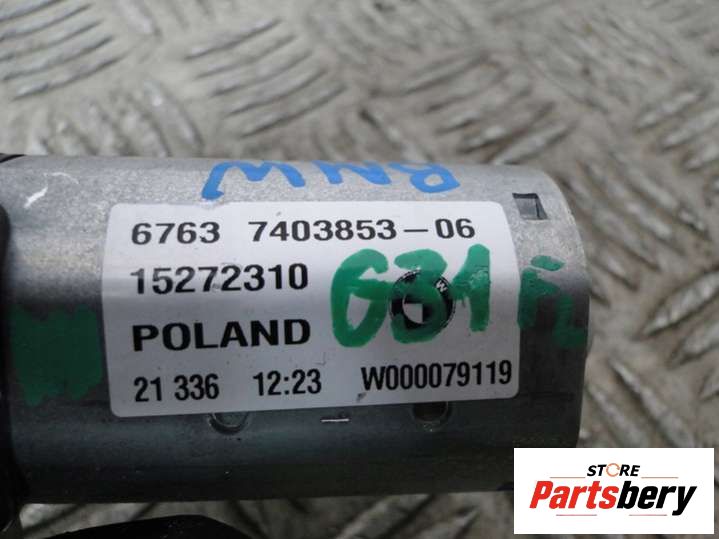 BMW
6763 7403853-06
15272310
G31 FL
POLAND
21 336 12:23 W000079119
STORE
Partsbery